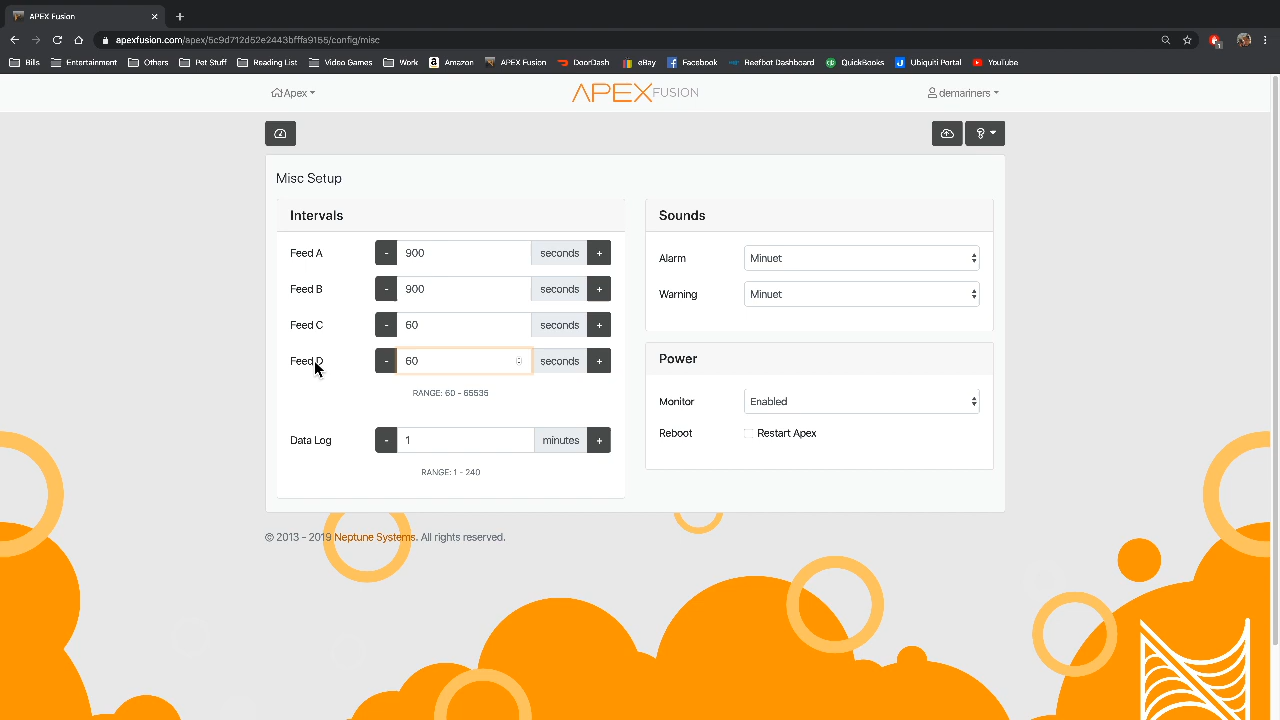 APEX Fusion
apexfusion.com/apex/5c9d712d52e2443bfffa9155/config/misc
Bills Entertainment Others Pet Stuff Reading List Video Games Work Amazon APEX Fusion DoorDash eBay Facebook Reefbot Dashboard QuickBooks Ubiquiti Portal YouTube
Apex APEXFUSION demariners
Misc Setup
Intervals
Feed A - 900 seconds +
Feed B - 900 seconds +
Feed C - 60 seconds +
Feed D - 60 seconds +
RANGE: 60 - 65535
Data Log - 1 minutes +
RANGE: 1 - 240
Sounds
Alarm Minuet
Warning Minuet
Power
Monitor Enabled
Reboot Restart Apex
© 2013 - 2019 Neptune Systems. All rights reserved.